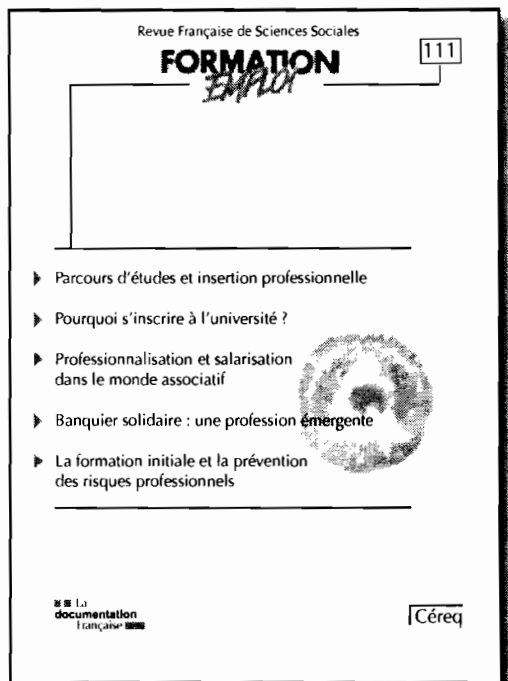 Revue Française de Sciences Sociales
FORMATION
EMPLOI
111
Parcours d'études et insertion professionnelle
Pourquoi s'inscrire à l'université ?
Professionnalisation et salarisation
dans le monde associatif
Banquier solidaire : une profession émergente
La formation initiale et la prévention
des risques professionnels
La
documentation
Française
Céreq